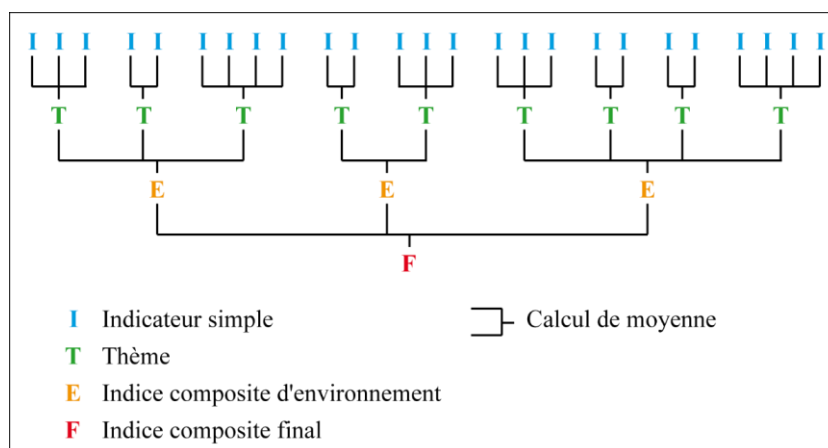 I I I I I I I I I I I I I I I I I I I I I I I I I
T T T T T T T T T
E E E
F
I Indicateur simple
Calcul de moyenne
T Thème
E Indice composite d'environnement
F Indice composite final